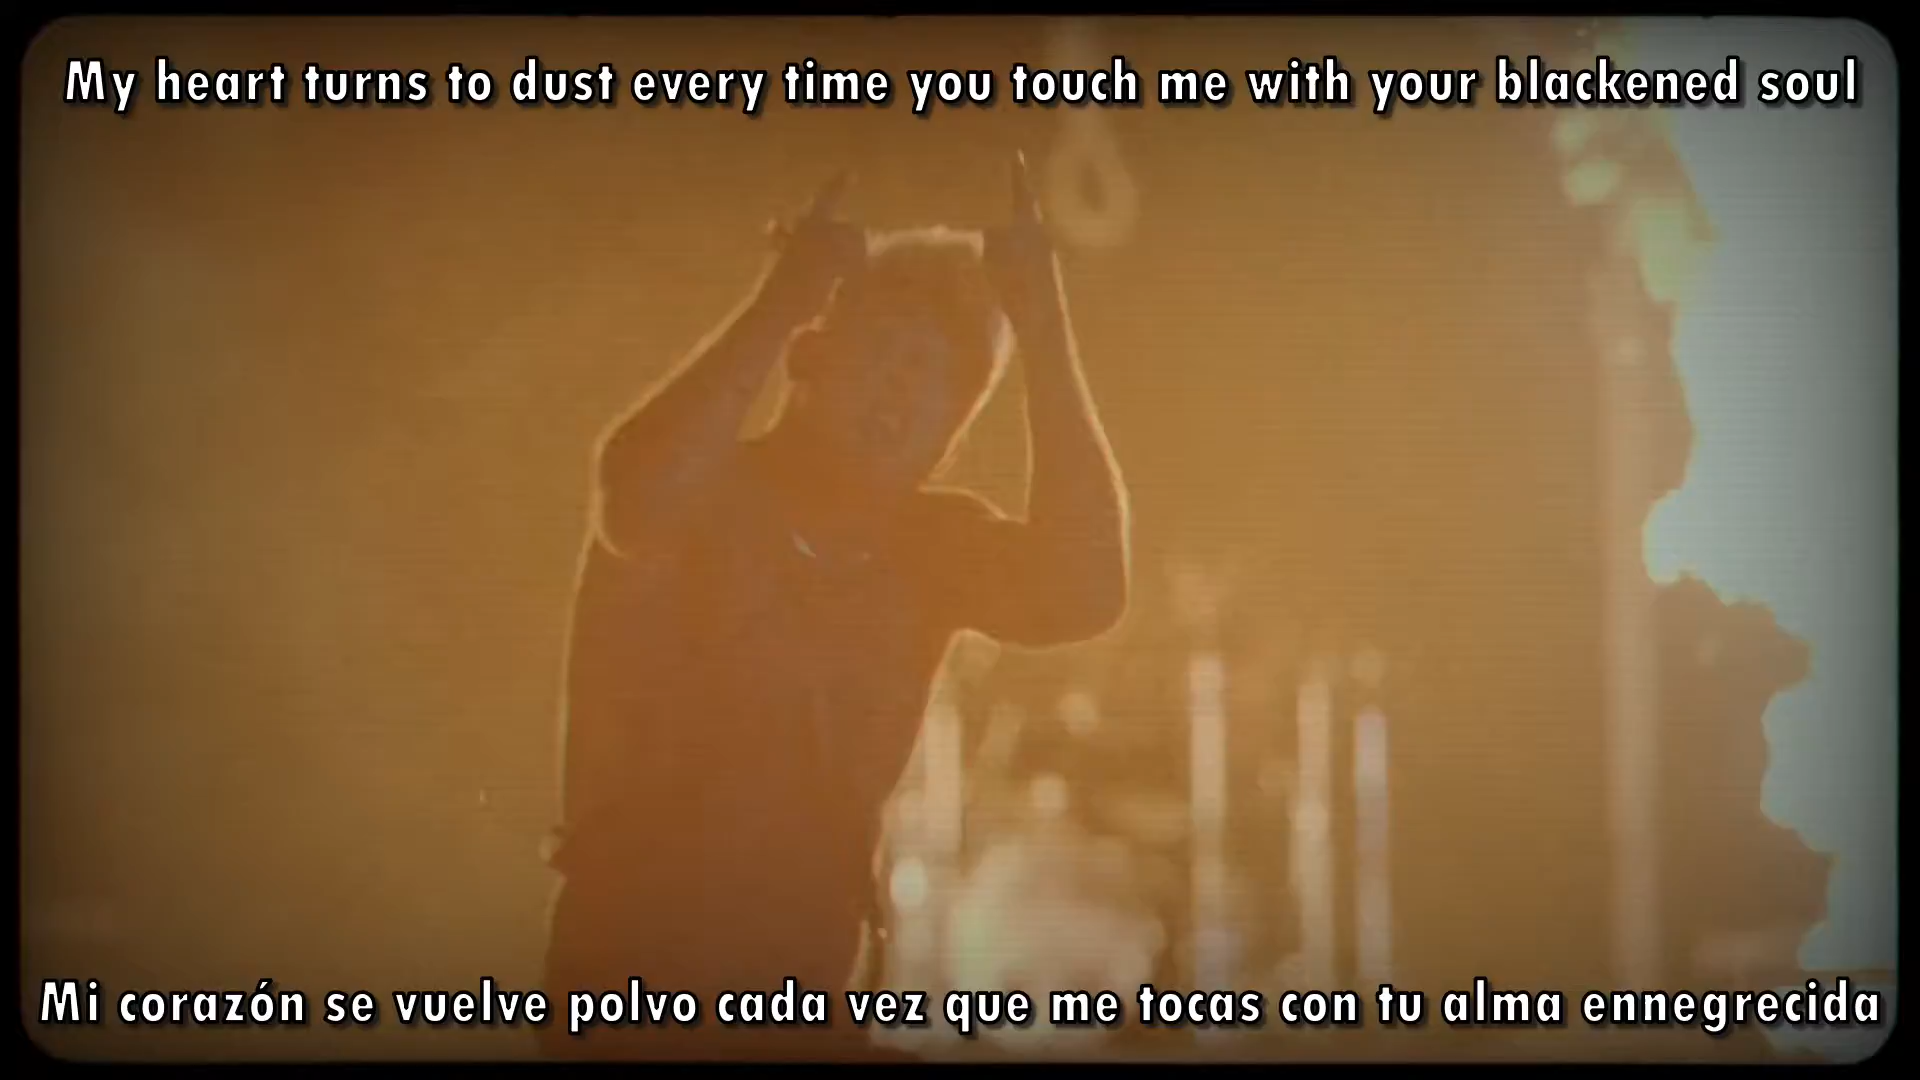 My heart turns to dust every time you touch me with your blackened soul
Mi corazón se vuelve polvo cada vez que me tocas con tu alma ennegrecida